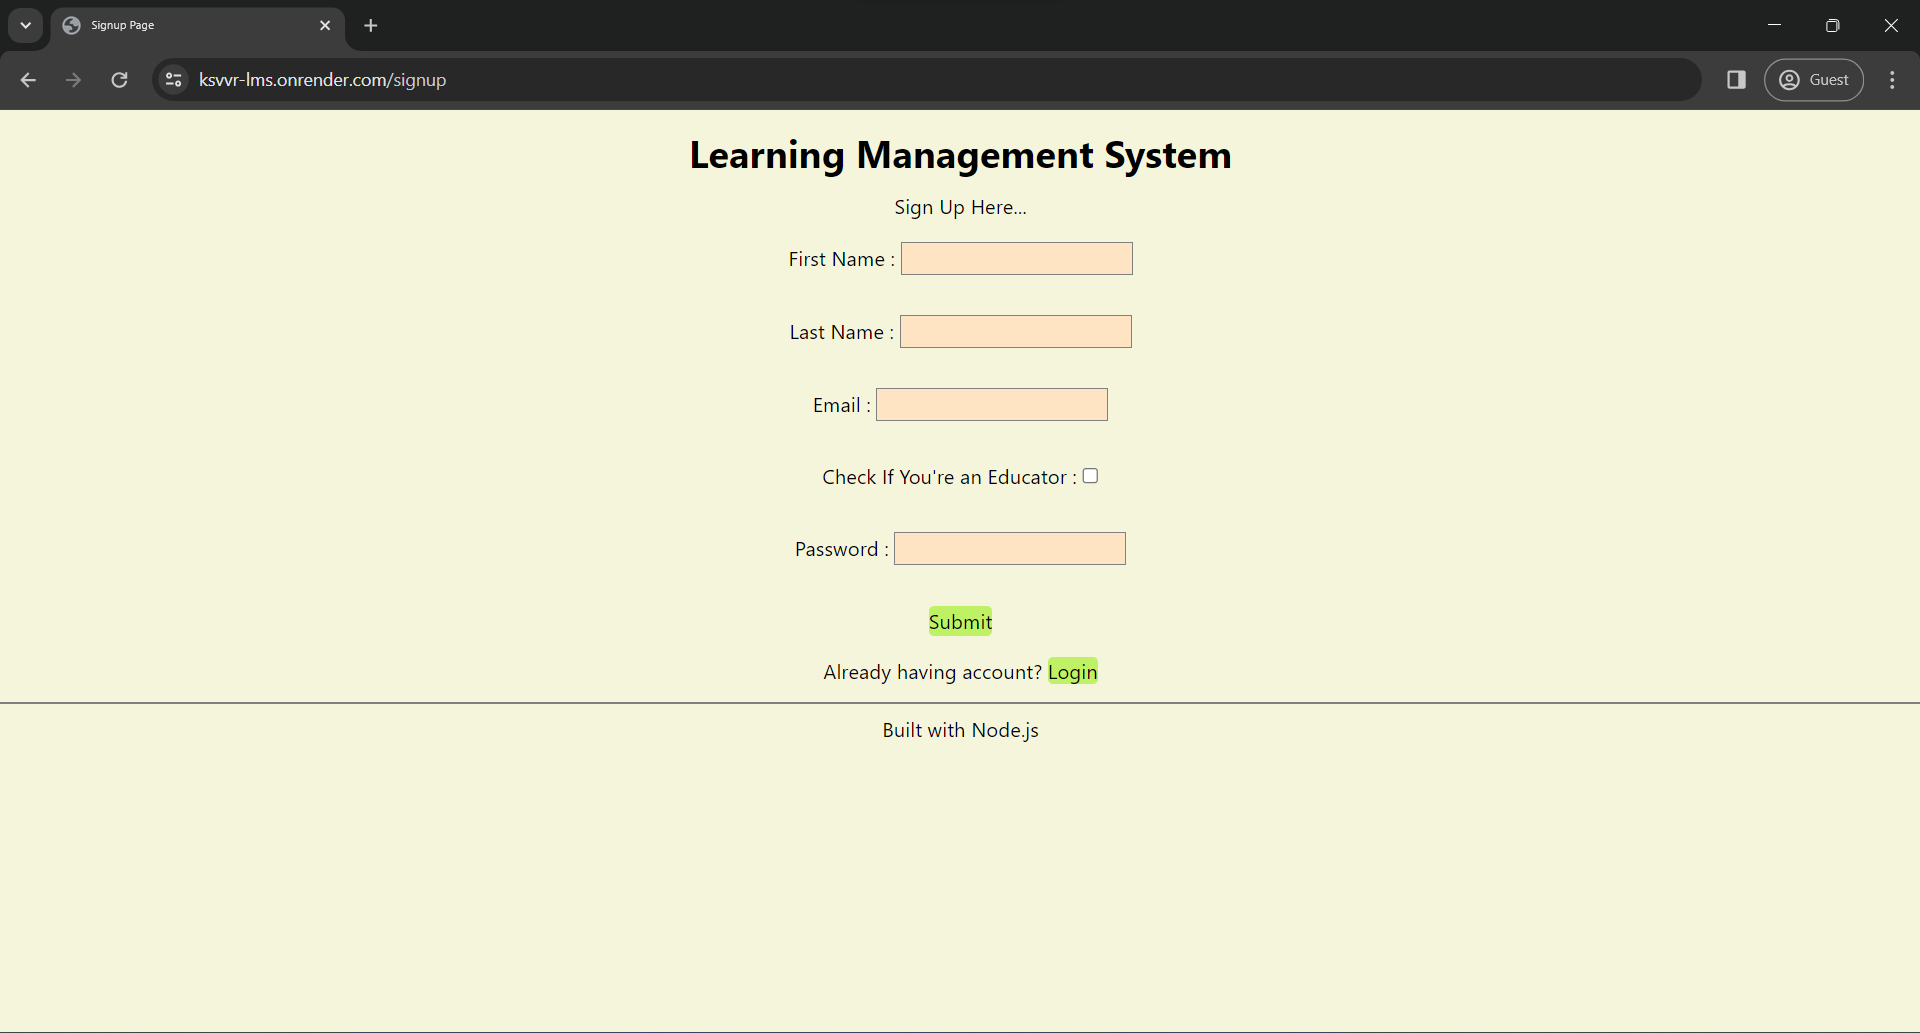 Signup Page
ksvvr-lms.onrender.com/signup
Guest
Learning Management System
Sign Up Here...
First Name :
Last Name :
Email :
Check If You're an Educator :
Password :
Submit
Already having account? Login
Built with Node.js